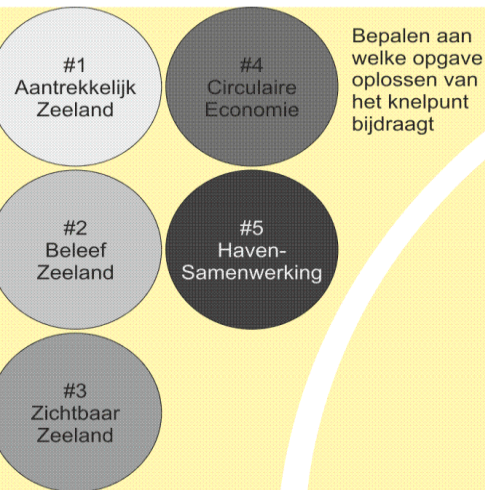 #1
Aantrekkelijk
Zeeland
#2
Beleef
Zeeland
#3
Zichtbaar
Zeeland
#4
Circulaire
Economie
#5
Haven-
Samenwerking
Bepalen aan
welke opgave
oplossen van
het knelpunt
bijdraagt